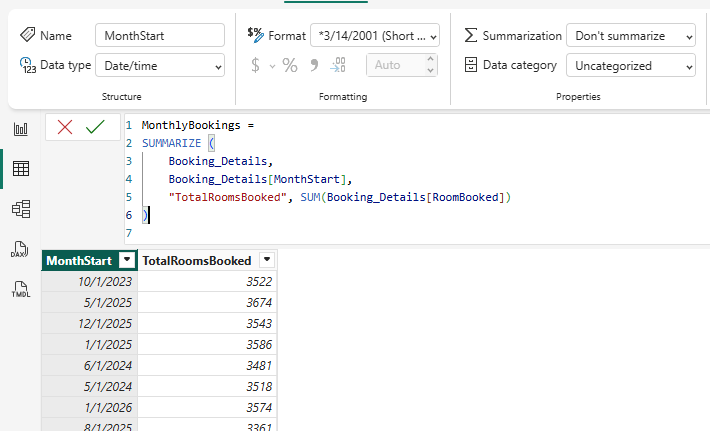 Name MonthStart
Format *3/14/2001 (Short ...
Summarization Don't summarize
123 Data type Date/time
$ % , Auto
Data category Uncategorized
Structure
Formatting
Properties
1 MonthlyBookings =
2 SUMMARIZE (
3 Booking_Details,
4 Booking_Details[MonthStart],
5 "TotalRoomsBooked", SUM(Booking_Details[RoomBooked])
6 )
7
DAX
TMDL
MonthStart TotalRoomsBooked
10/1/2023 3522
5/1/2025 3674
12/1/2025 3543
1/1/2025 3586
6/1/2024 3481
5/1/2024 3518
1/1/2026 3574
8/1/2025 3361